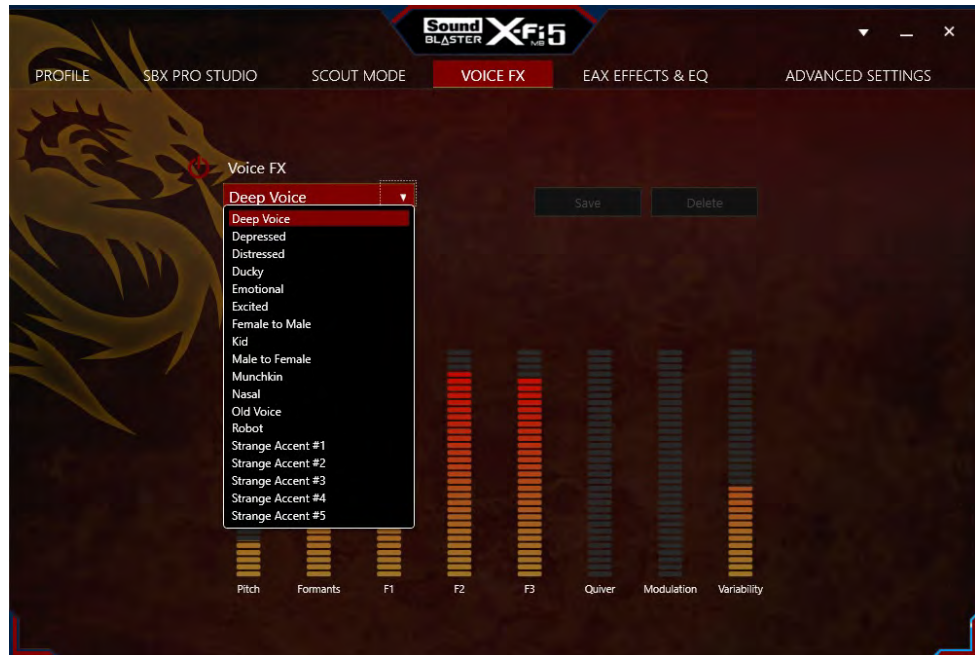 Sound BLASTER X-Fi MB 5
PROFILE SBX PRO STUDIO SCOUT MODE VOICE FX EAX EFFECTS & EQ ADVANCED SETTINGS
Voice FX
Deep Voice
Save Delete
Deep Voice
Depressed
Distressed
Ducky
Emotional
Excited
Female to Male
Kid
Male to Female
Munchkin
Nasal
Old Voice
Robot
Strange Accent #1
Strange Accent #2
Strange Accent #3
Strange Accent #4
Strange Accent #5
Pitch Formants F1 F2 F3 Quiver Modulation Variability